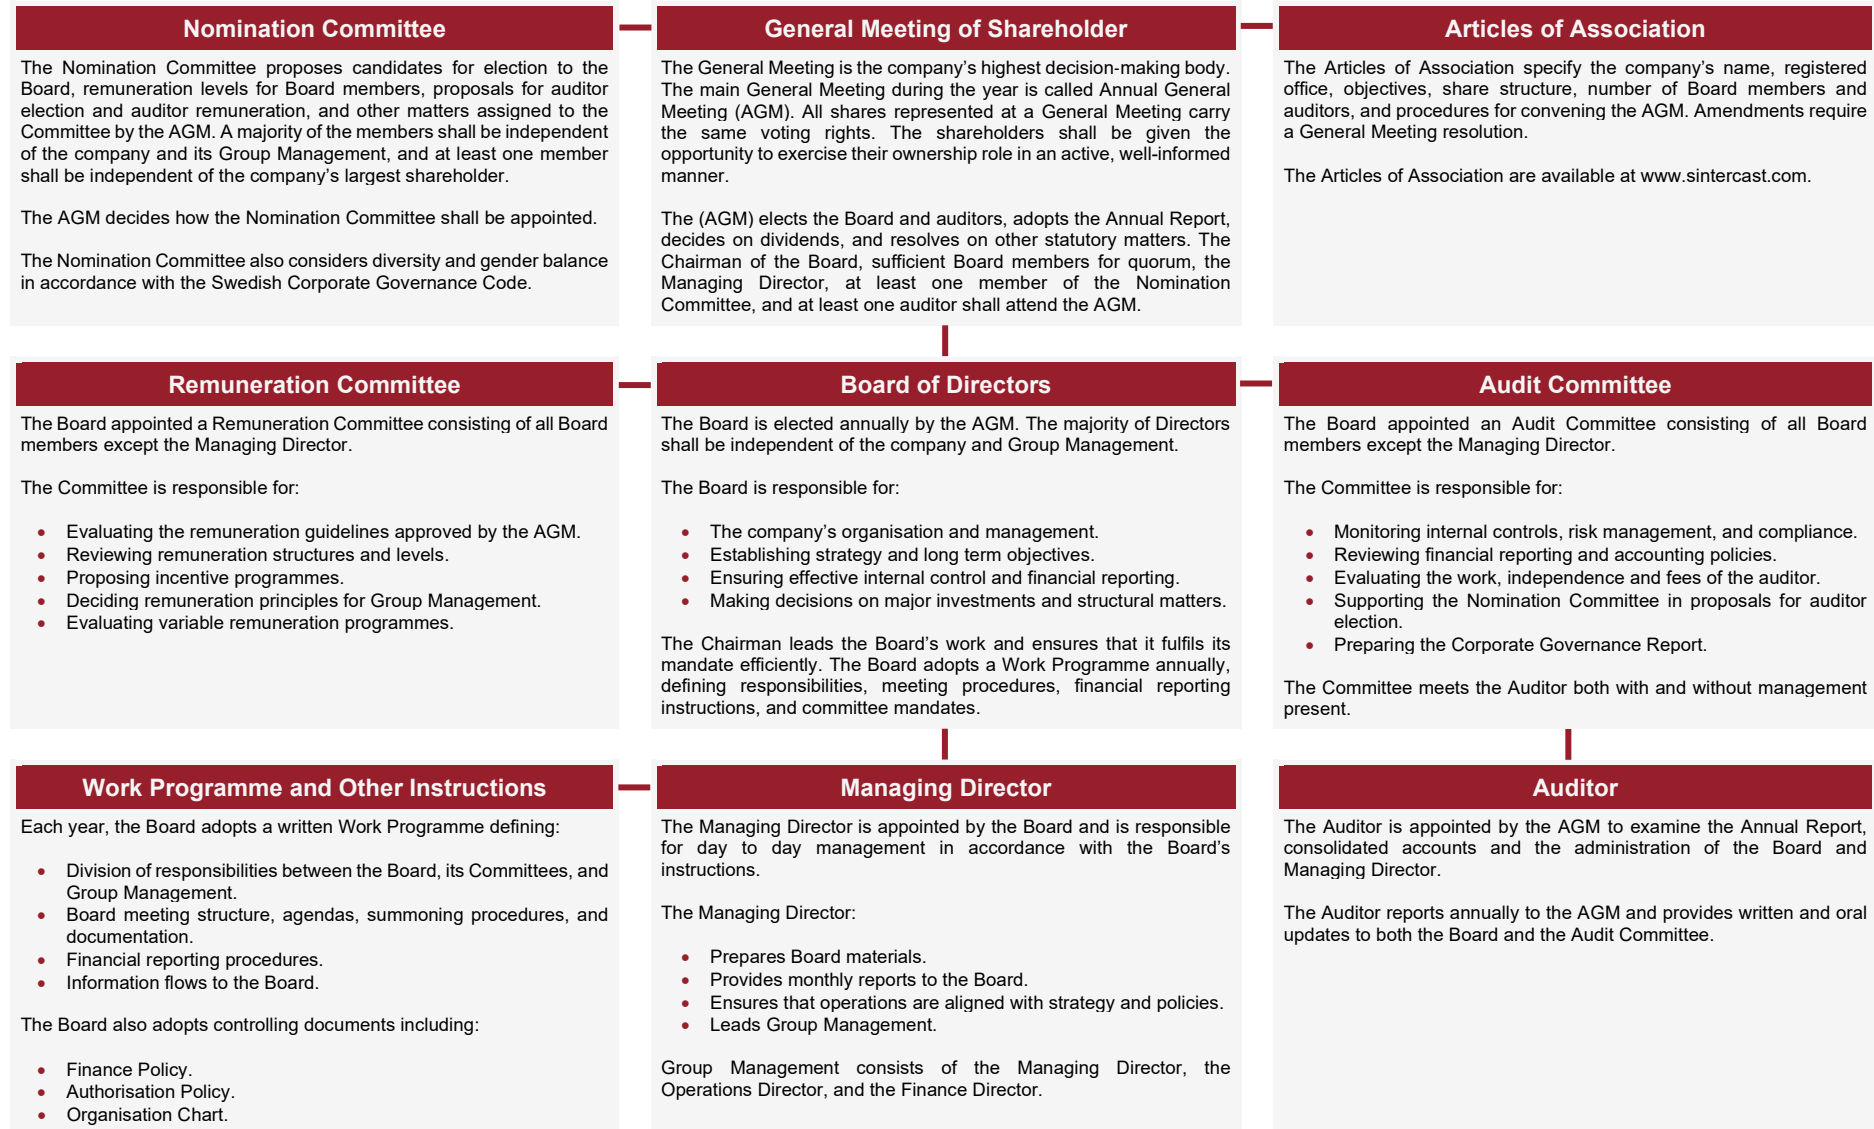 Nomination Committee
The Nomination Committee proposes candidates for election to the
Board, remuneration levels for Board members, proposals for auditor
election and auditor remuneration, and other matters assigned to the
Committee by the AGM. A majority of the members shall be independent
of the company and its Group Management, and at least one member
shall be independent of the company's largest shareholder.
The AGM decides how the Nomination Committee shall be appointed.
The Nomination Committee also considers diversity and gender balance
in accordance with the Swedish Corporate Governance Code.
General Meeting of Shareholder
The General Meeting is the company's highest decision-making body.
The main General Meeting during the year is called Annual General
Meeting (AGM). All shares represented at a General Meeting carry
the same voting rights. The shareholders shall be given the
opportunity to exercise their ownership role in an active, well-informed
manner.
The (AGM) elects the Board and auditors, adopts the Annual Report,
decides on dividends, and resolves on other statutory matters. The
Chairman of the Board, sufficient Board members for quorum, the
Managing Director, at least one member of the Nomination
Committee, and at least one auditor shall attend the AGM.
Articles of Association
The Articles of Association specify the company's name, registered
office, objectives, share structure, number of Board members and
auditors, and procedures for convening the AGM. Amendments require
a General Meeting resolution.
The Articles of Association are available at www.sintercast.com.
Remuneration Committee
The Board appointed a Remuneration Committee consisting of all Board
members except the Managing Director.
The Committee is responsible for:
• Evaluating the remuneration guidelines approved by the AGM.
• Reviewing remuneration structures and levels.
• Proposing incentive programmes.
• Deciding remuneration principles for Group Management.
• Evaluating variable remuneration programmes.
Board of Directors
The Board is elected annually by the AGM. The majority of Directors
shall be independent of the company and Group Management.
The Board is responsible for:
• The company's organisation and management.
• Establishing strategy and long term objectives.
• Ensuring effective internal control and financial reporting.
• Making decisions on major investments and structural matters.
The Chairman leads the Board's work and ensures that it fulfils its
mandate efficiently. The Board adopts a Work Programme annually,
defining responsibilities, meeting procedures, financial reporting
instructions, and committee mandates.
Audit Committee
The Board appointed an Audit Committee consisting of all Board
members except the Managing Director.
The Committee is responsible for:
• Monitoring internal controls, risk management, and compliance.
• Reviewing financial reporting and accounting policies.
• Evaluating the work, independence and fees of the auditor.
• Supporting the Nomination Committee in proposals for auditor
election.
• Preparing the Corporate Governance Report.
The Committee meets the Auditor both with and without management
present.
Work Programme and Other Instructions
Each year, the Board adopts a written Work Programme defining:
• Division of responsibilities between the Board, its Committees, and
Group Management.
• Board meeting structure, agendas, summoning procedures, and
documentation.
• Financial reporting procedures.
• Information flows to the Board.
The Board also adopts controlling documents including:
• Finance Policy.
• Authorisation Policy.
• Organisation Chart.
Managing Director
The Managing Director is appointed by the Board and is responsible
for day to day management in accordance with the Board's
instructions.
The Managing Director:
• Prepares Board materials.
• Provides monthly reports to the Board.
• Ensures that operations are aligned with strategy and policies.
• Leads Group Management.
Group Management consists of the Managing Director, the
Operations Director, and the Finance Director.
Auditor
The Auditor is appointed by the AGM to examine the Annual Report,
consolidated accounts and the administration of the Board and
Managing Director.
The Auditor reports annually to the AGM and provides written and oral
updates to both the Board and the Audit Committee.